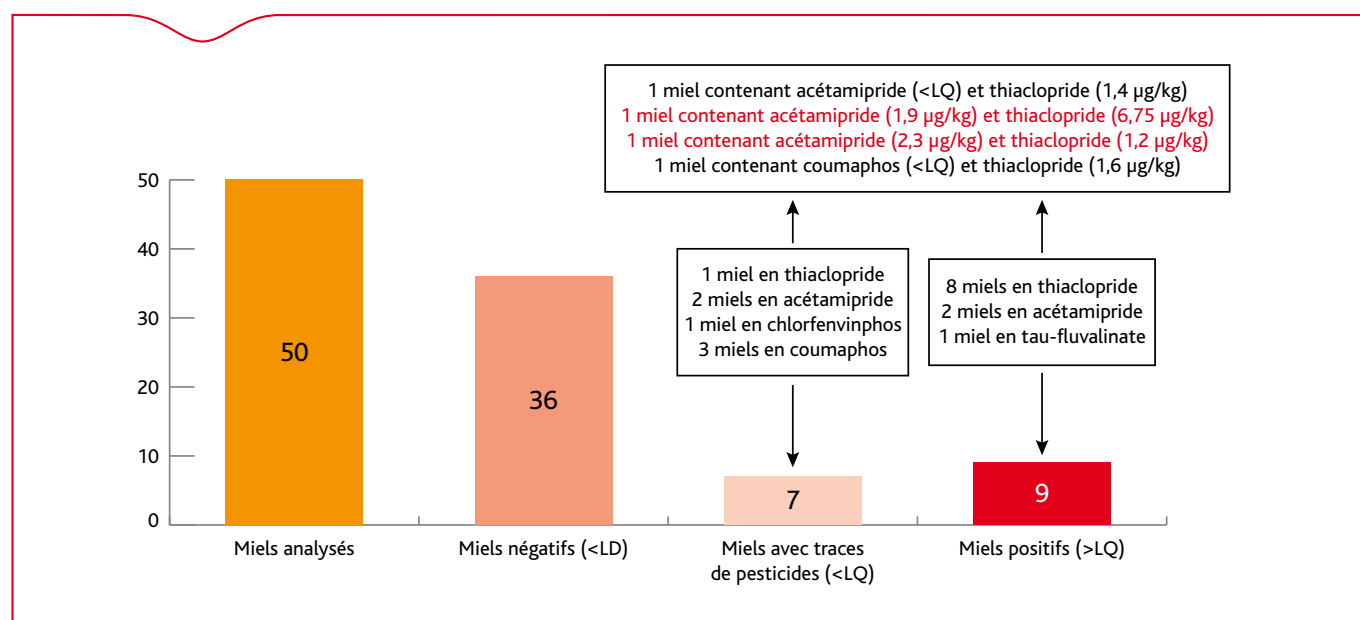 1 miel contenant acétamipride (<LQ) et thiaclopride (1,4 µg/kg)
1 miel contenant acétamipride (1,9 µg/kg) et thiaclopride (6,75 µg/kg)
1 miel contenant acétamipride (2,3 µg/kg) et thiaclopride (1,2 µg/kg)
1 miel contenant coumaphos (<LQ) et thiaclopride (1,6 µg/kg)
1 miel en thiaclopride
2 miels en acétamipride
1 miel en chlorfenvinphos
3 miels en coumaphos
8 miels en thiaclopride
2 miels en acétamipride
1 miel en tau-fluvalinate
50
40
30
20
10
0
50
36
7
9
Miels analysés
Miels négatifs (<LD)
Miels avec traces
de pesticides (<LQ)
Miels positifs (>LQ)